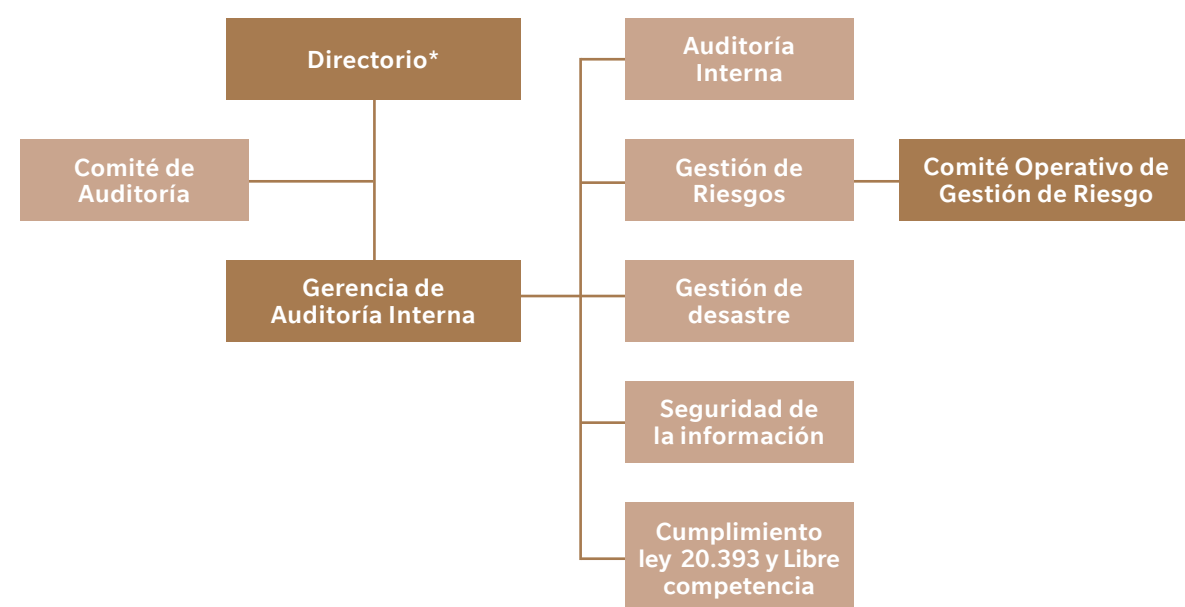 Directorio*
Comité de
Auditoría
Gerencia de
Auditoría Interna
Auditoría
Interna
Gestión de
Riesgos
Comité Operativo de
Gestión de Riesgo
Gestión de
desastre
Seguridad de
la información
Cumplimiento
ley 20.393 y Libre
competencia